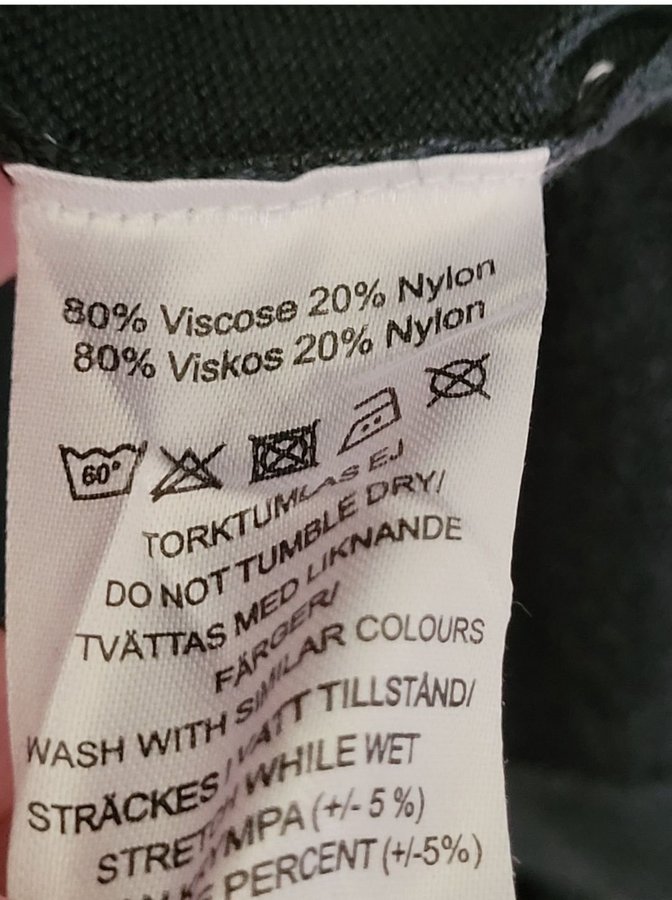 80% Viscose 20% Nylon
80% Viskos 20% Nylon
60°
TORKTUMLAS EJ
DO NOT TUMBLE DRY/
TVÄTTAS MED LIKNANDE
FÄRGER/
WASH WITH SIMILAR COLOURS
STRÄCKES I VÅTT TILLSTÅND/
STRETCH WHILE WET
(+/- 5 %)
PERCENT (+/-5%)